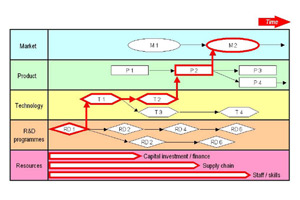 Time
Market
M.1
M.2
Product
P.1
P.2
P.3
P.4
Technology
T.1
T.2
T.3
T.4
R&D
programmes
RD 1
RD 2
RD 4
RD 5
RD 2
RD 6
Resources
Capital investment / finance
Supply chain
Staff / skills